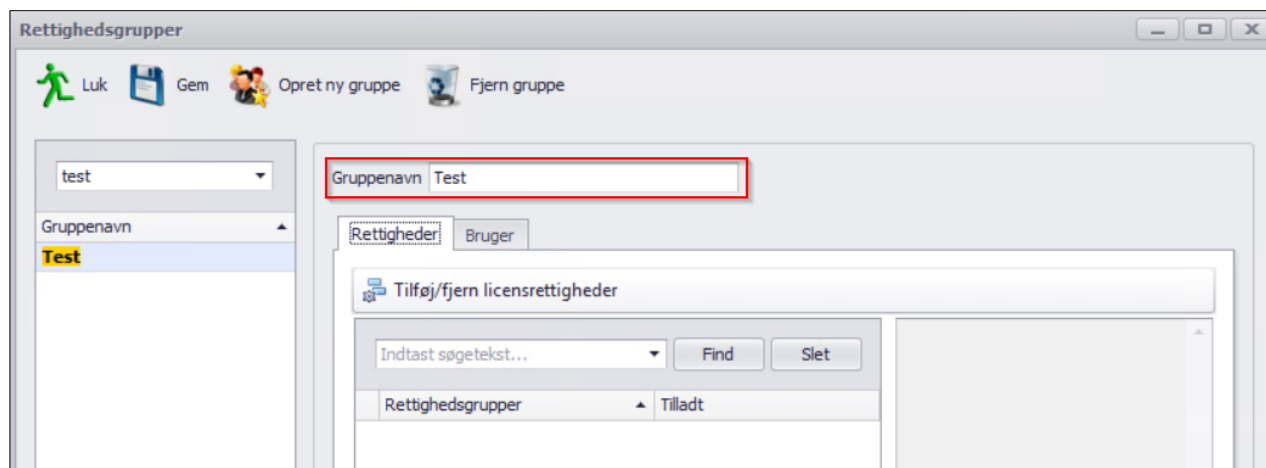 Rettighedsgrupper
Luk Gem Opret ny gruppe Fjern gruppe
test
Gruppenavn
Test
Gruppenavn Test
Rettigheder Bruger
Tilføj/fjern licensrettigheder
Indtast søgetekst... Find Slet
Rettighedsgrupper Tilladt